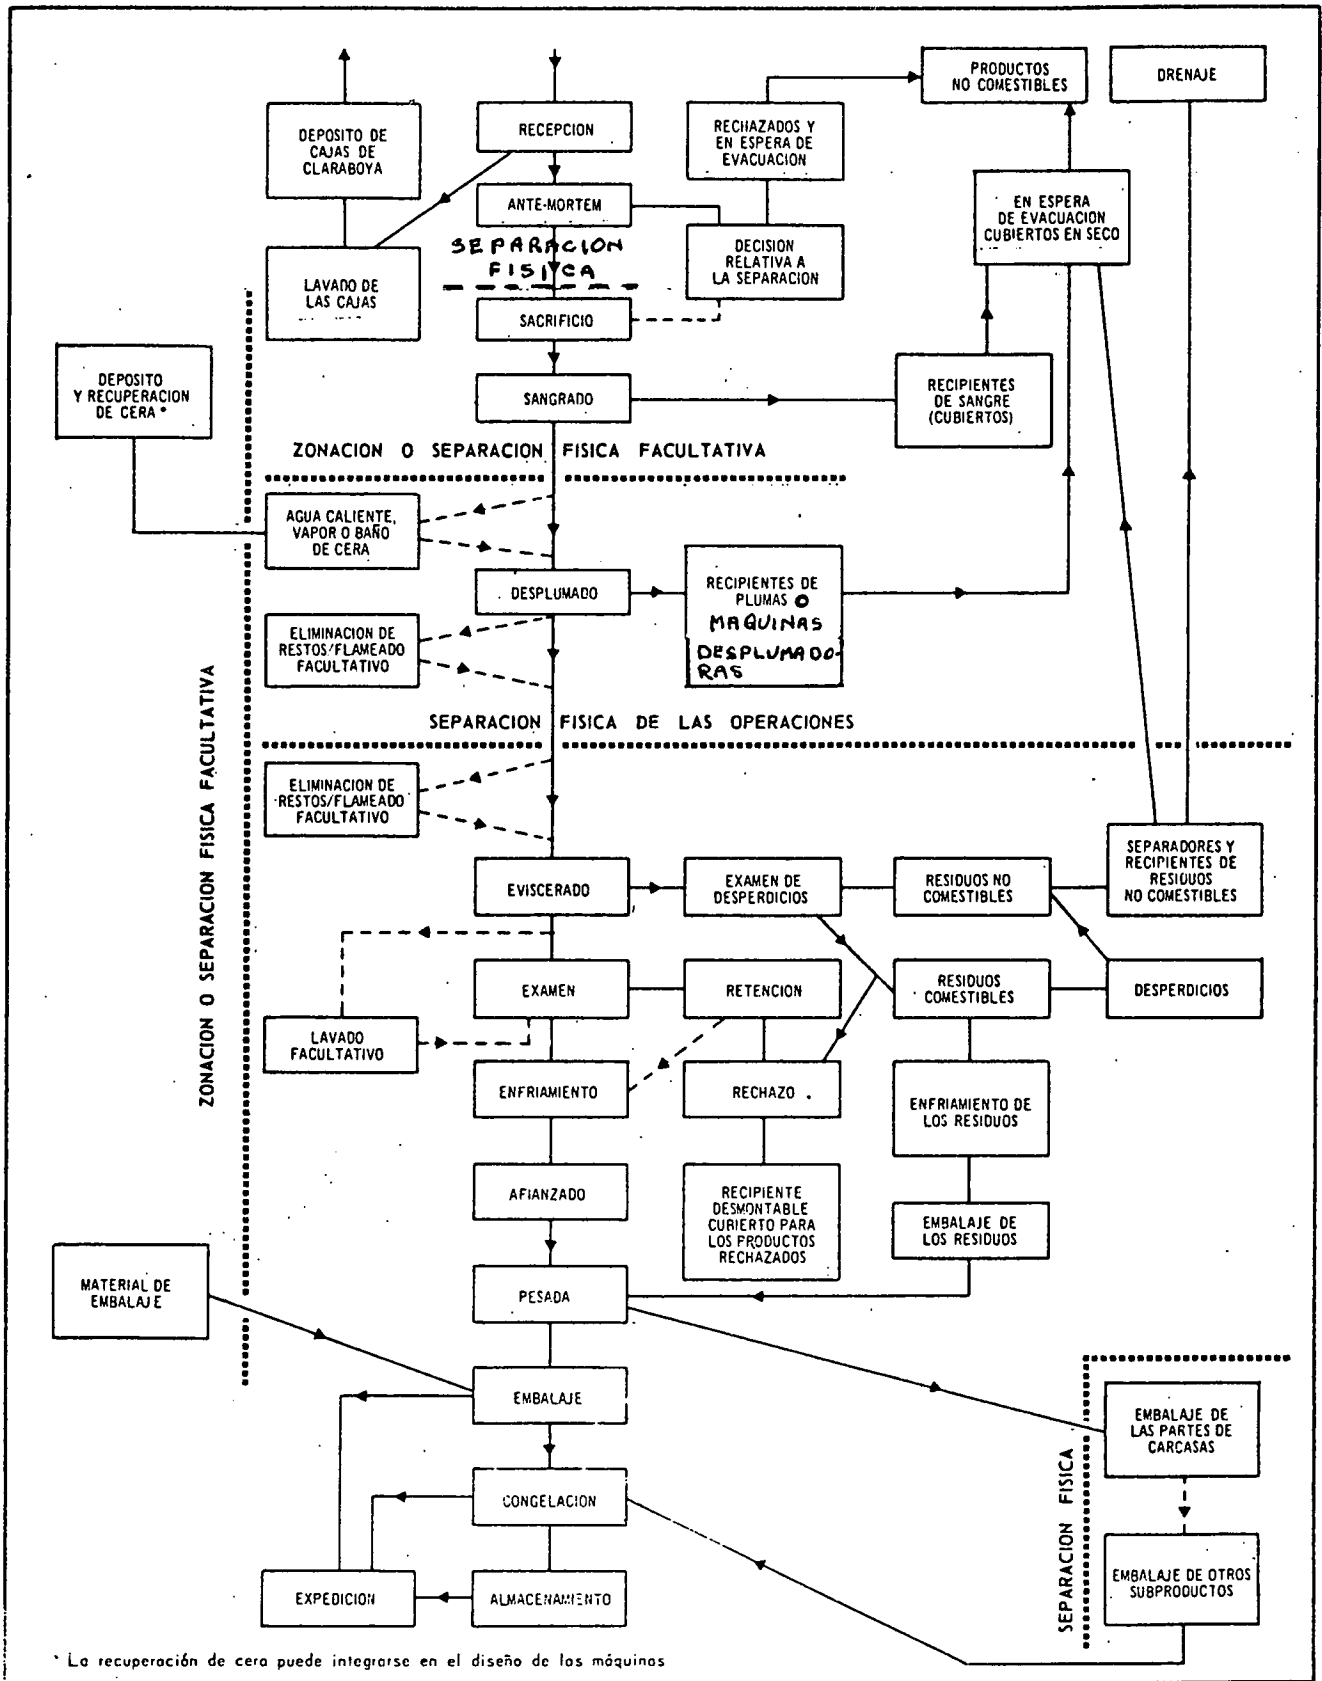 PRODUCTOS
NO COMESTIBLES
DRENAJE
DEPOSITO DE
CAJAS DE
CLARABOYA
RECEPCION
RECHAZADOS Y
EN ESPERA DE
EVACUACION
ANTE-MORTEM
EN ESPERA
DE EVACUACION
CUBIERTOS EN SECO
SEPARACION
FISICA
DECISION
RELATIVA A
LA SEPARACION
LAVADO DE
LAS CAJAS
SACRIFICIO
DEPOSITO
Y RECUPERACION
DE CERA *
SANGRADO
RECIPIENTES
DE SANGRE
(CUBIERTOS)
ZONACION O SEPARACION FISICA FACULTATIVA
AGUA CALIENTE,
VAPOR O BAÑO
DE CERA
DESPLUMADO
RECIPIENTES DE
PLUMAS O
MAQUINAS
DESPLUMADO-
RAS
ELIMINACION DE
RESTOS/FLAMEADO
FACULTATIVO
SEPARACION FISICA DE LAS OPERACIONES
ZONACION O SEPARACION FISICA FACULTATIVA
ELIMINACION DE
RESTOS/FLAMEADO
FACULTATIVO
EVISCERADO
EXAMEN DE
DESPERDICIOS
RESIDUOS NO
COMESTIBLES
SEPARADORES Y
RECIPIENTES DE
RESIDUOS
NO COMESTIBLES
EXAMEN
RETENCION
RESIDUOS
COMESTIBLES
DESPERDICIOS
LAVADO
FACULTATIVO
ENFRIAMIENTO
RECHAZO
ENFRIAMIENTO DE
LOS RESIDUOS
AFIANZADO
RECIPIENTE
DESMONTABLE
CUBIERTO PARA
LOS PRODUCTOS
RECHAZADOS
EMBALAJE DE
LOS RESIDUOS
MATERIAL DE
EMBALAJE
PESADA
EMBALAJE
EMBALAJE DE
LAS PARTES DE
CARCASAS
SEPARACION FISICA
CONGELACION
EXPEDICION
ALMACENAMIENTO
EMBALAJE DE OTROS
SUBPRODUCTOS
* La recuperación de cera puede integrarse en el diseño de las máquinas